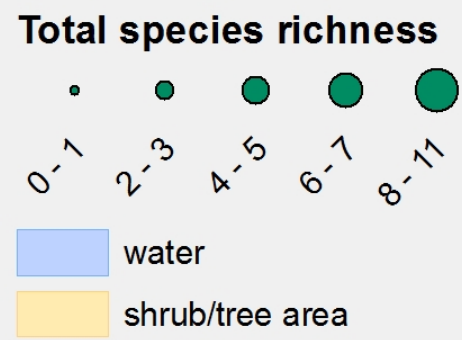 Total species richness
0 - 1 2 - 3 4 - 5 6 - 7 8 - 11
water
shrub/tree area